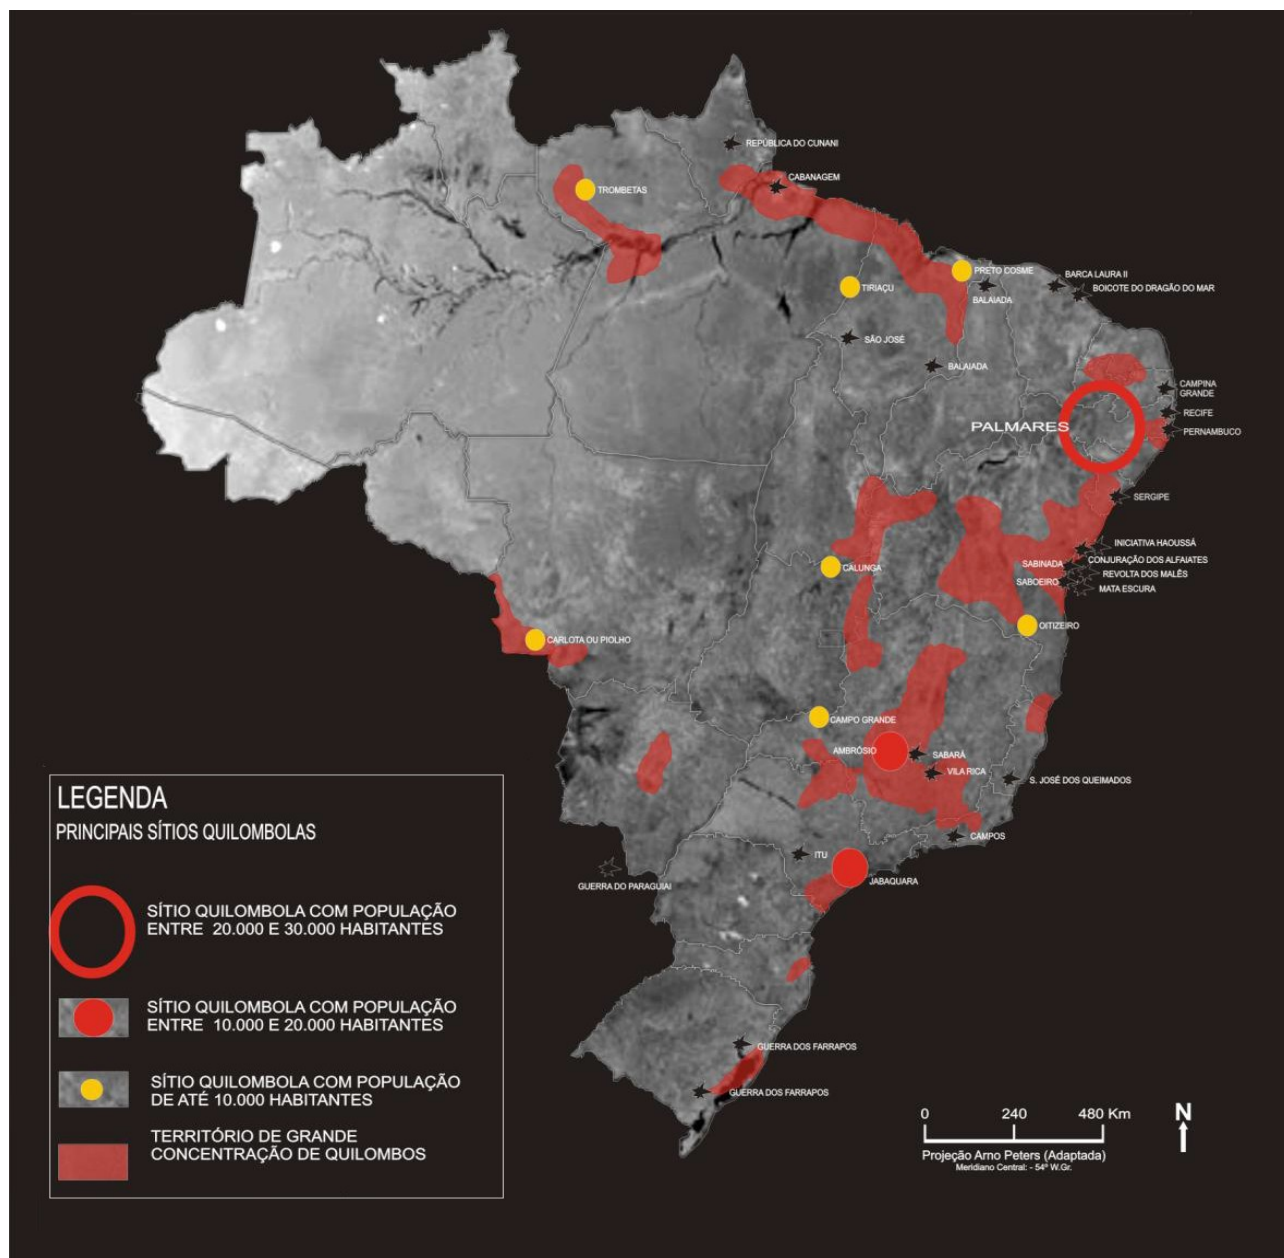 REPÚBLICA DO CUNANI
CABANAGEM
TROMBETAS
PRETO COSME
BARCA LAURA II
TIRIAÇU
BALAIADA
BOICOTE DO DRAGÃO DO MAR
SÃO JOSÉ
BALAIADA
CAMPINA
GRANDE
RECIFE
PALMARES
PERNAMBUCO
SERGIPE
INICIATIVA HAOUSSÁ
CONJURAÇÃO DOS ALFAIATES
SABINADA
CALUNGA
REVOLTA DOS MALÊS
SABOEIRO
MATA ESCURA
OITIZEIRO
CARLOTA OU PIOLHO
CAMPO GRANDE
AMBRÓSIO
SABARÁ
VILA RICA
S. JOSÉ DOS QUEIMADOS
CAMPOS
ITU
JABAQUARA
GUERRA DO PARAGUIAI
GUERRA DOS FARRAPOS
GUERRA DOS FARRAPOS
LEGENDA
PRINCIPAIS SÍTIOS QUILOMBOLAS
SÍTIO QUILOMBOLA COM POPULAÇÃO
ENTRE 20.000 E 30.000 HABITANTES
SÍTIO QUILOMBOLA COM POPULAÇÃO
ENTRE 10.000 E 20.000 HABITANTES
SÍTIO QUILOMBOLA COM POPULAÇÃO
DE ATÉ 10.000 HABITANTES
TERRITÓRIO DE GRANDE
CONCENTRAÇÃO DE QUILOMBOS
0 240 480 Km
N
Projeção Arno Peters (Adaptada)
Meridiano Central: - 54º W.Gr.